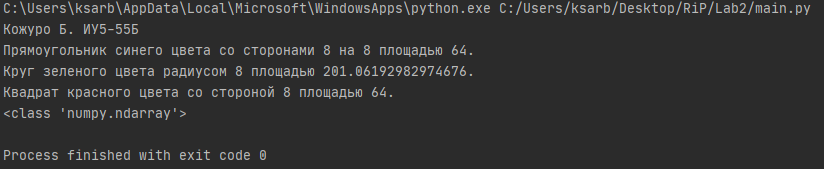 C:\Users\ksarb\AppData\Local\Microsoft\WindowsApps\python.exe C:/Users/ksarb/Desktop/RiP/Lab2/main.py
Кожуро Б. ИУ5-55Б
Прямоугольник синего цвета со сторонами 8 на 8 площадью 64.
Круг зеленого цвета радиусом 8 площадью 201.06192982974676.
Квадрат красного цвета со стороной 8 площадью 64.
<class 'numpy.ndarray'>
Process finished with exit code 0